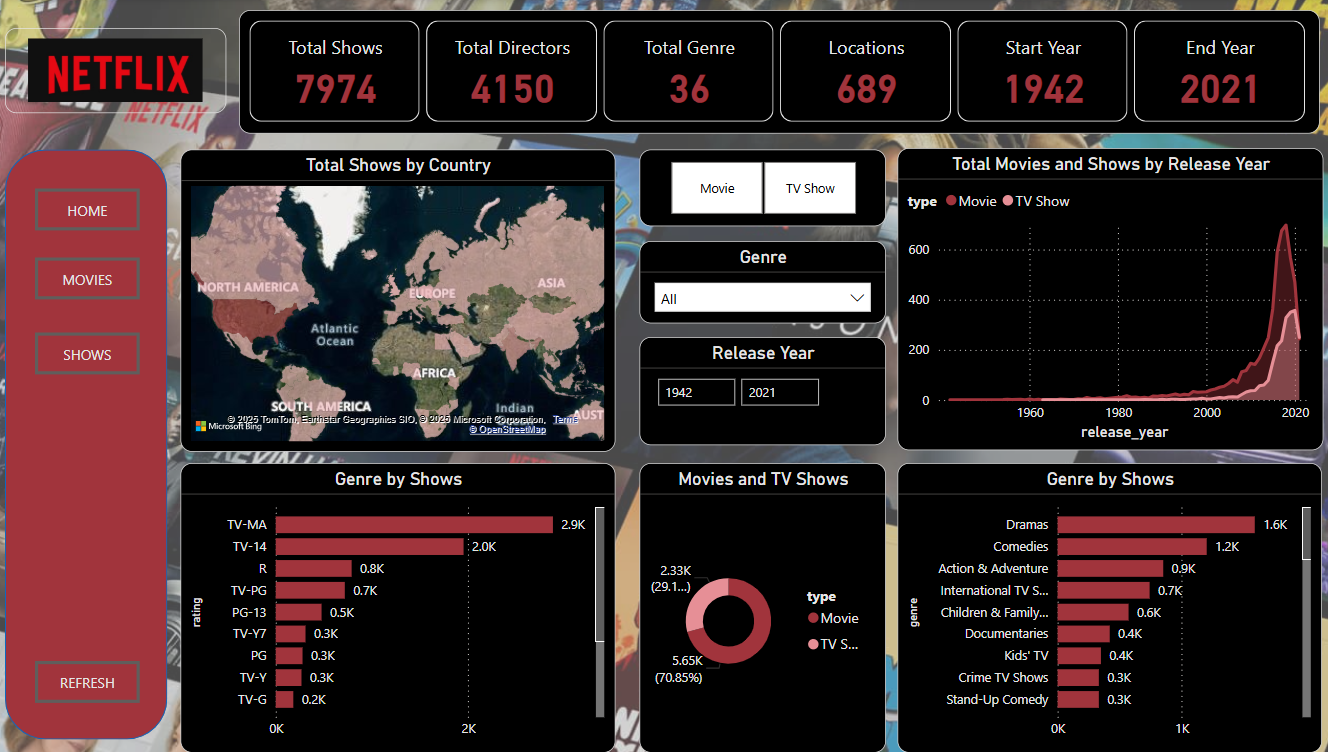 NETFLIX
Total Shows
7974
Total Directors
4150
Total Genre
36
Locations
689
Start Year
1942
End Year
2021
NETFLIX
HOME
MOVIES
SHOWS
REFRESH
Total Shows by Country
NORTH AMERICA
EUROPE
ASIA
Atlantic
Ocean
AFRICA
SOUTH AMERICA
Indian
AUST
© 2025 TomTom, Earthstar Geographics SIO, © 2025 Microsoft Corporation, Terms
© OpenStreetMap
Microsoft Bing
Movie
TV Show
Genre
All
Release Year
1942
2021
Total Movies and Shows by Release Year
type
Movie
TV Show
600
400
200
0
1960
1980
2000
2020
release_year
Genre by Shows
rating
TV-MA 2.9K
TV-14 2.0K
R 0.8K
TV-PG 0.7K
PG-13 0.5K
TV-Y7 0.3K
PG 0.3K
TV-Y 0.3K
TV-G 0.2K
0K 2K
Movies and TV Shows
2.33K
(29.1...)
5.65K
(70.85%)
type
Movie
TV S...
Genre by Shows
genre
Dramas 1.6K
Comedies 1.2K
Action & Adventure 0.9K
International TV S... 0.7K
Children & Family... 0.6K
Documentaries 0.4K
Kids' TV 0.4K
Crime TV Shows 0.3K
Stand-Up Comedy 0.3K
0K 1K